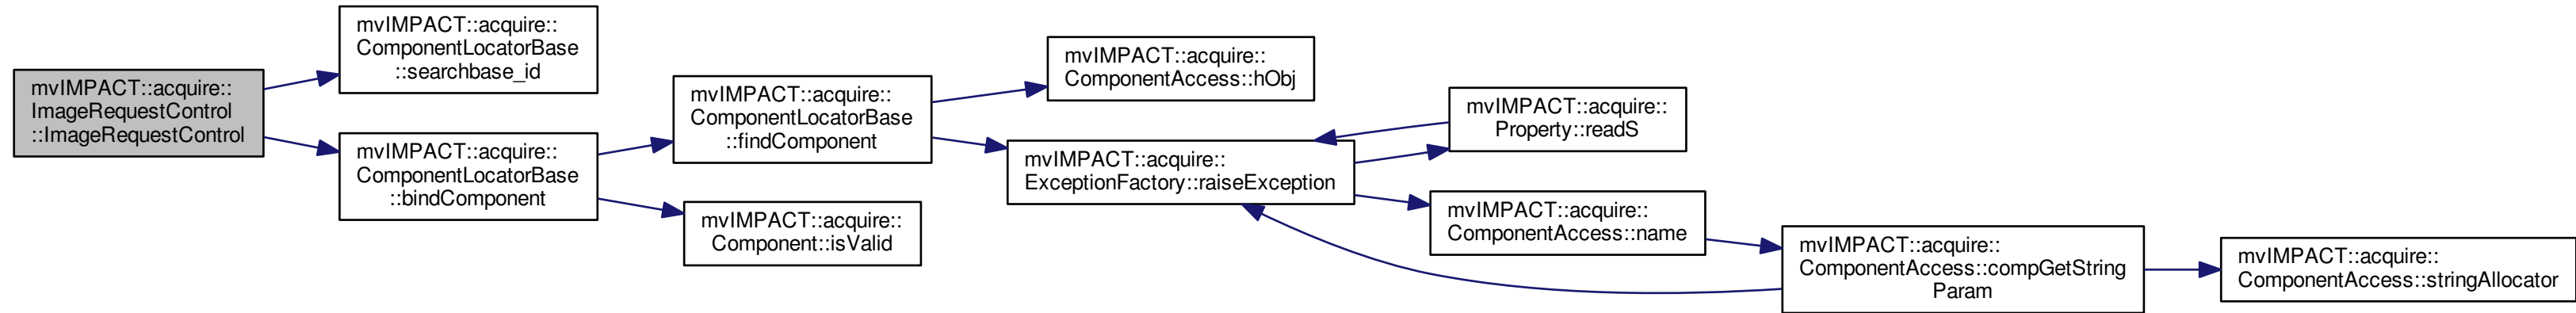 mvIMPACT::acquire::
ImageRequestControl
::ImageRequestControl
mvIMPACT::acquire::
ComponentLocatorBase
::searchbase_id
mvIMPACT::acquire::
ComponentLocatorBase
::bindComponent
mvIMPACT::acquire::
ComponentLocatorBase
::findComponent
mvIMPACT::acquire::
Component::isValid
mvIMPACT::acquire::
ComponentAccess::hObj
mvIMPACT::acquire::
ExceptionFactory::raiseException
mvIMPACT::acquire::
Property::readS
mvIMPACT::acquire::
ComponentAccess::name
mvIMPACT::acquire::
ComponentAccess::compGetString
Param
mvIMPACT::acquire::
ComponentAccess::stringAllocator